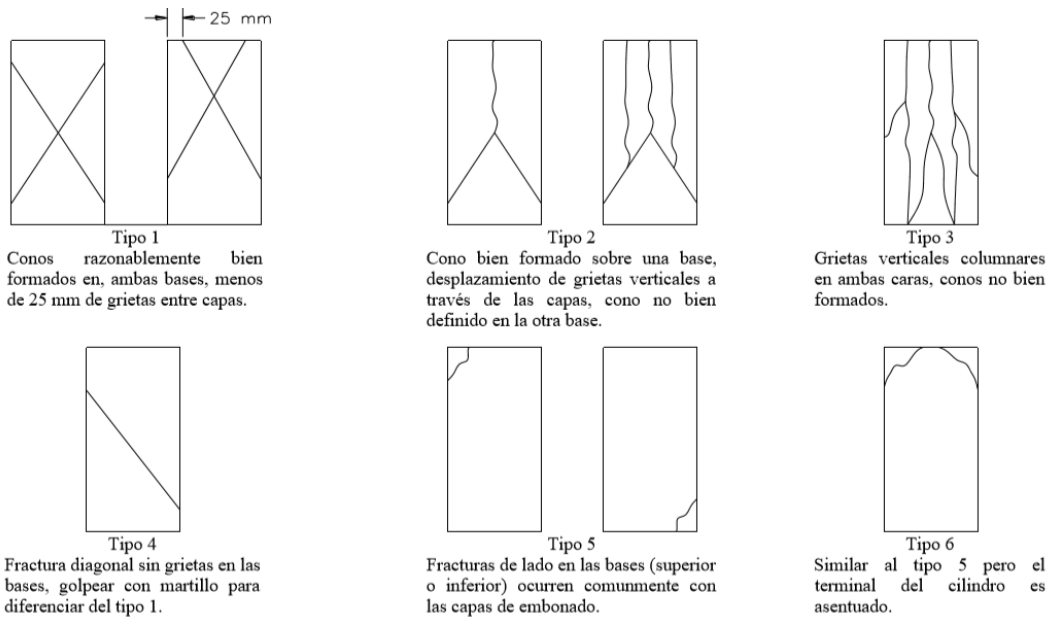 25 mm
Tipo 1
Conos razonablemente bien
formados en, ambas bases, menos
de 25 mm de grietas entre capas.
Tipo 2
Cono bien formado sobre una base,
desplazamiento de grietas verticales a
través de las capas, cono no bien
definido en la otra base.
Tipo 3
Grietas verticales columnares
en ambas caras, conos no bien
formados.
Tipo 4
Fractura diagonal sin grietas en las
bases, golpear con martillo para
diferenciar del tipo 1.
Tipo 5
Fracturas de lado en las bases (superior
o inferior) ocurren comunmente con
las capas de embonado.
Tipo 6
Similar al tipo 5 pero el
terminal del cilindro es
asentuado.